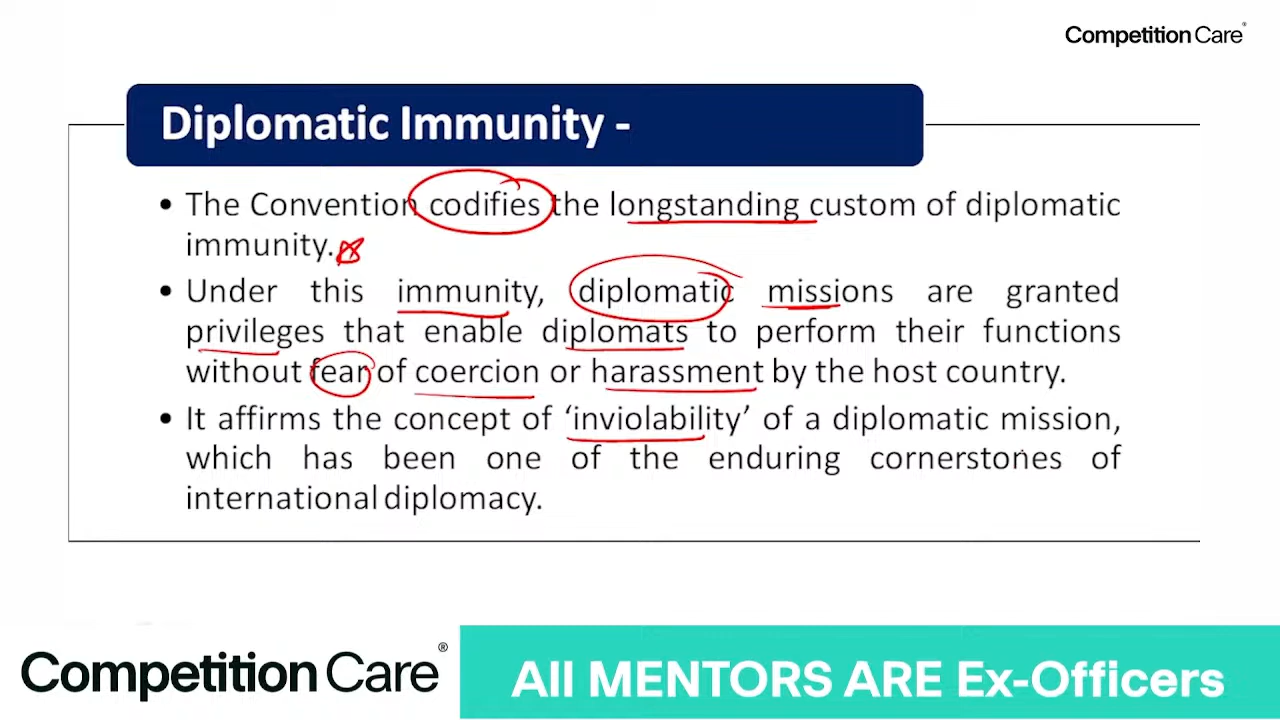 Competition Care®
Diplomatic Immunity -
• The Convention codifies the longstanding custom of diplomatic
immunity.
• Under this immunity, diplomatic missions are granted
privileges that enable diplomats to perform their functions
without fear of coercion or harassment by the host country.
• It affirms the concept of ‘inviolability’ of a diplomatic mission,
which has been one of the enduring cornerstones of
international diplomacy.
Competition Care®
All MENTORS ARE Ex-Officers